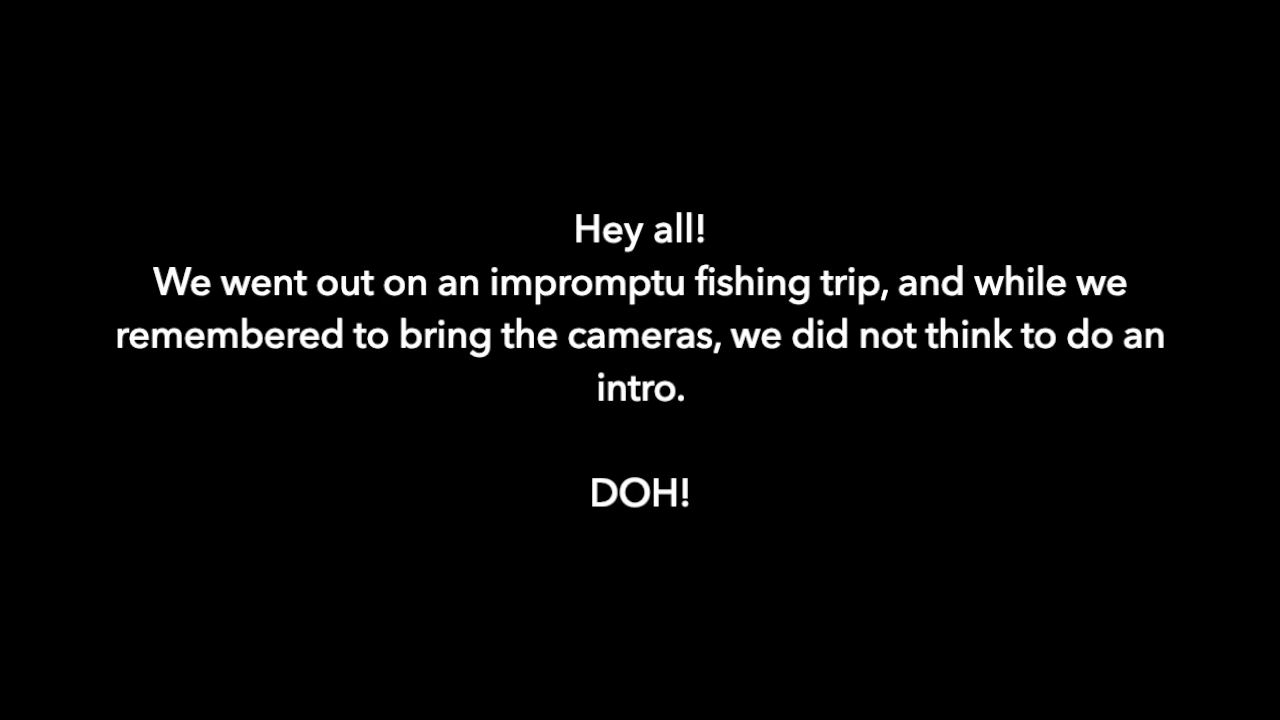 Hey all!
We went out on an impromptu fishing trip, and while we
remembered to bring the cameras, we did not think to do an
intro.
DOH!